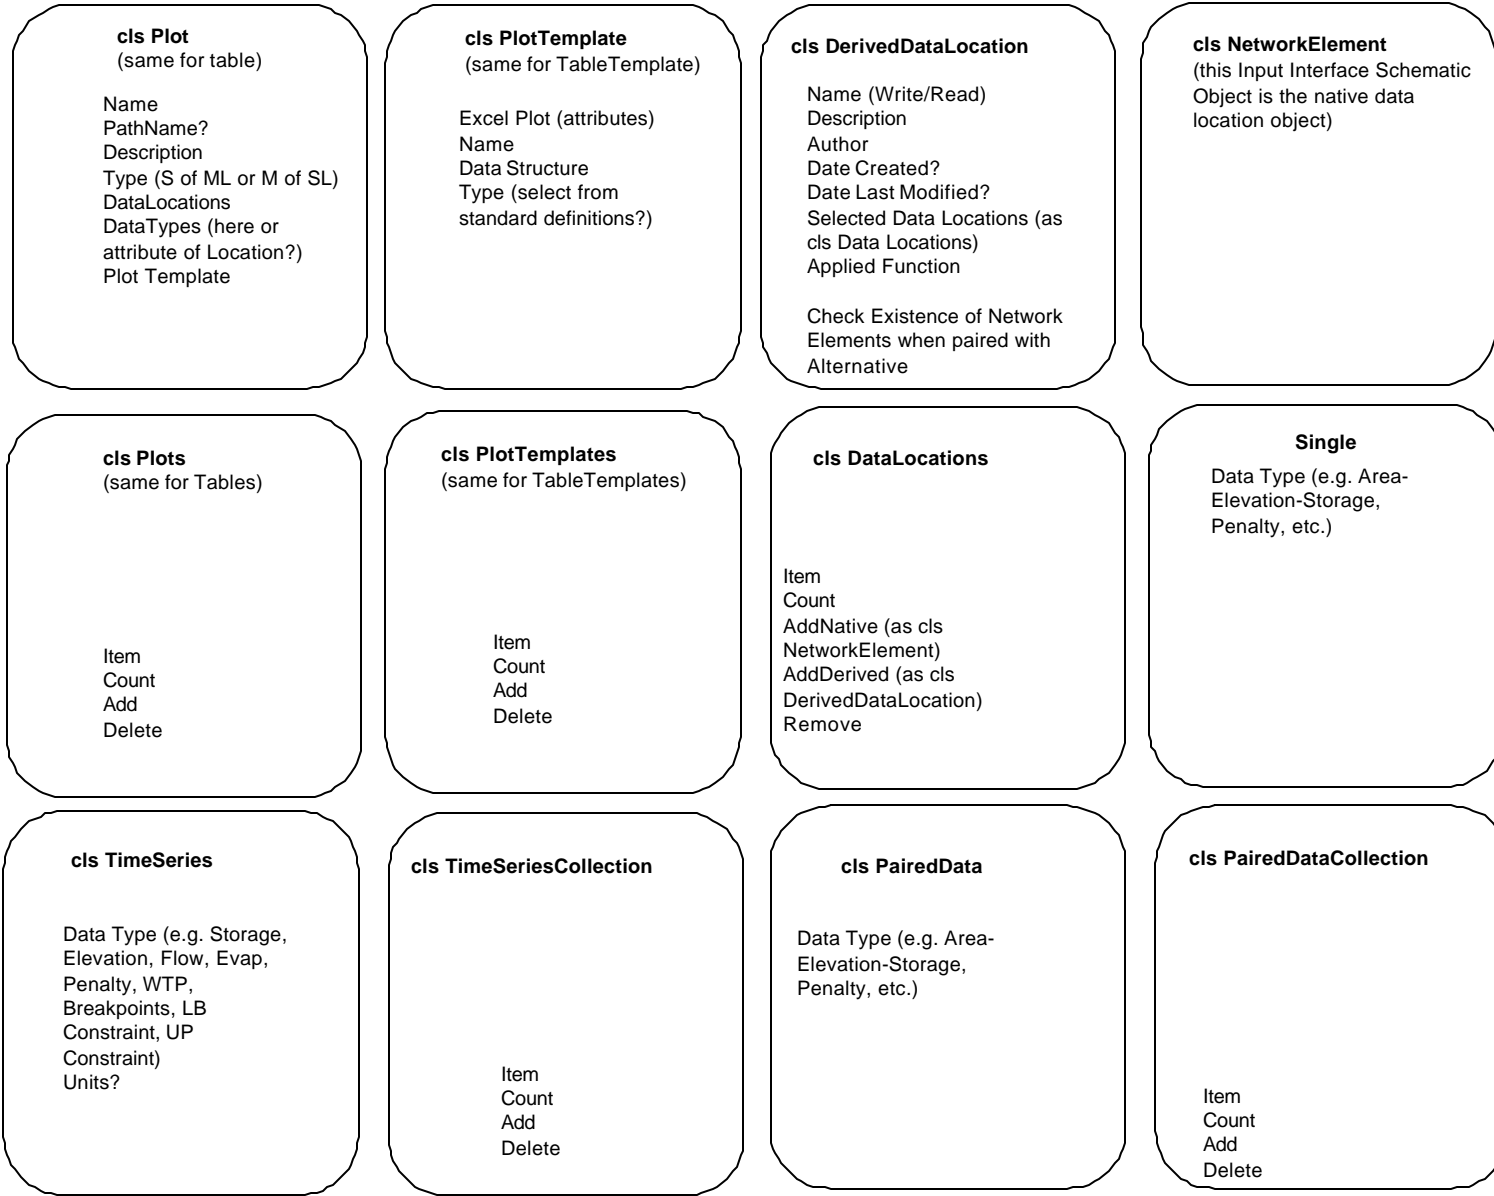 cls Plot
(same for table)
Name
PathName?
Description
Type (S of ML or M of SL)
DataLocations
DataTypes (here or
attribute of Location?)
Plot Template
cls PlotTemplate
(same for TableTemplate)
Excel Plot (attributes)
Name
Data Structure
Type (select from
standard definitions?)
cls DerivedDataLocation
Name (Write/Read)
Description
Author
Date Created?
Date Last Modified?
Selected Data Locations (as
cls Data Locations)
Applied Function
Check Existence of Network
Elements when paired with
Alternative
cls NetworkElement
(this Input Interface Schematic
Object is the native data
location object)
cls Plots
(same for Tables)
Item
Count
Add
Delete
cls PlotTemplates
(same for TableTemplates)
Item
Count
Add
Delete
cls DataLocations
Item
Count
AddNative (as cls
NetworkElement)
AddDerived (as cls
DerivedDataLocation)
Remove
Single
Data Type (e.g. Area-
Elevation-Storage,
Penalty, etc.)
cls TimeSeries
Data Type (e.g. Storage,
Elevation, Flow, Evap,
Penalty, WTP,
Breakpoints, LB
Constraint, UP
Constraint)
Units?
cls TimeSeriesCollection
Item
Count
Add
Delete
cls PairedData
Data Type (e.g. Area-
Elevation-Storage,
Penalty, etc.)
cls PairedDataCollection
Item
Count
Add
Delete